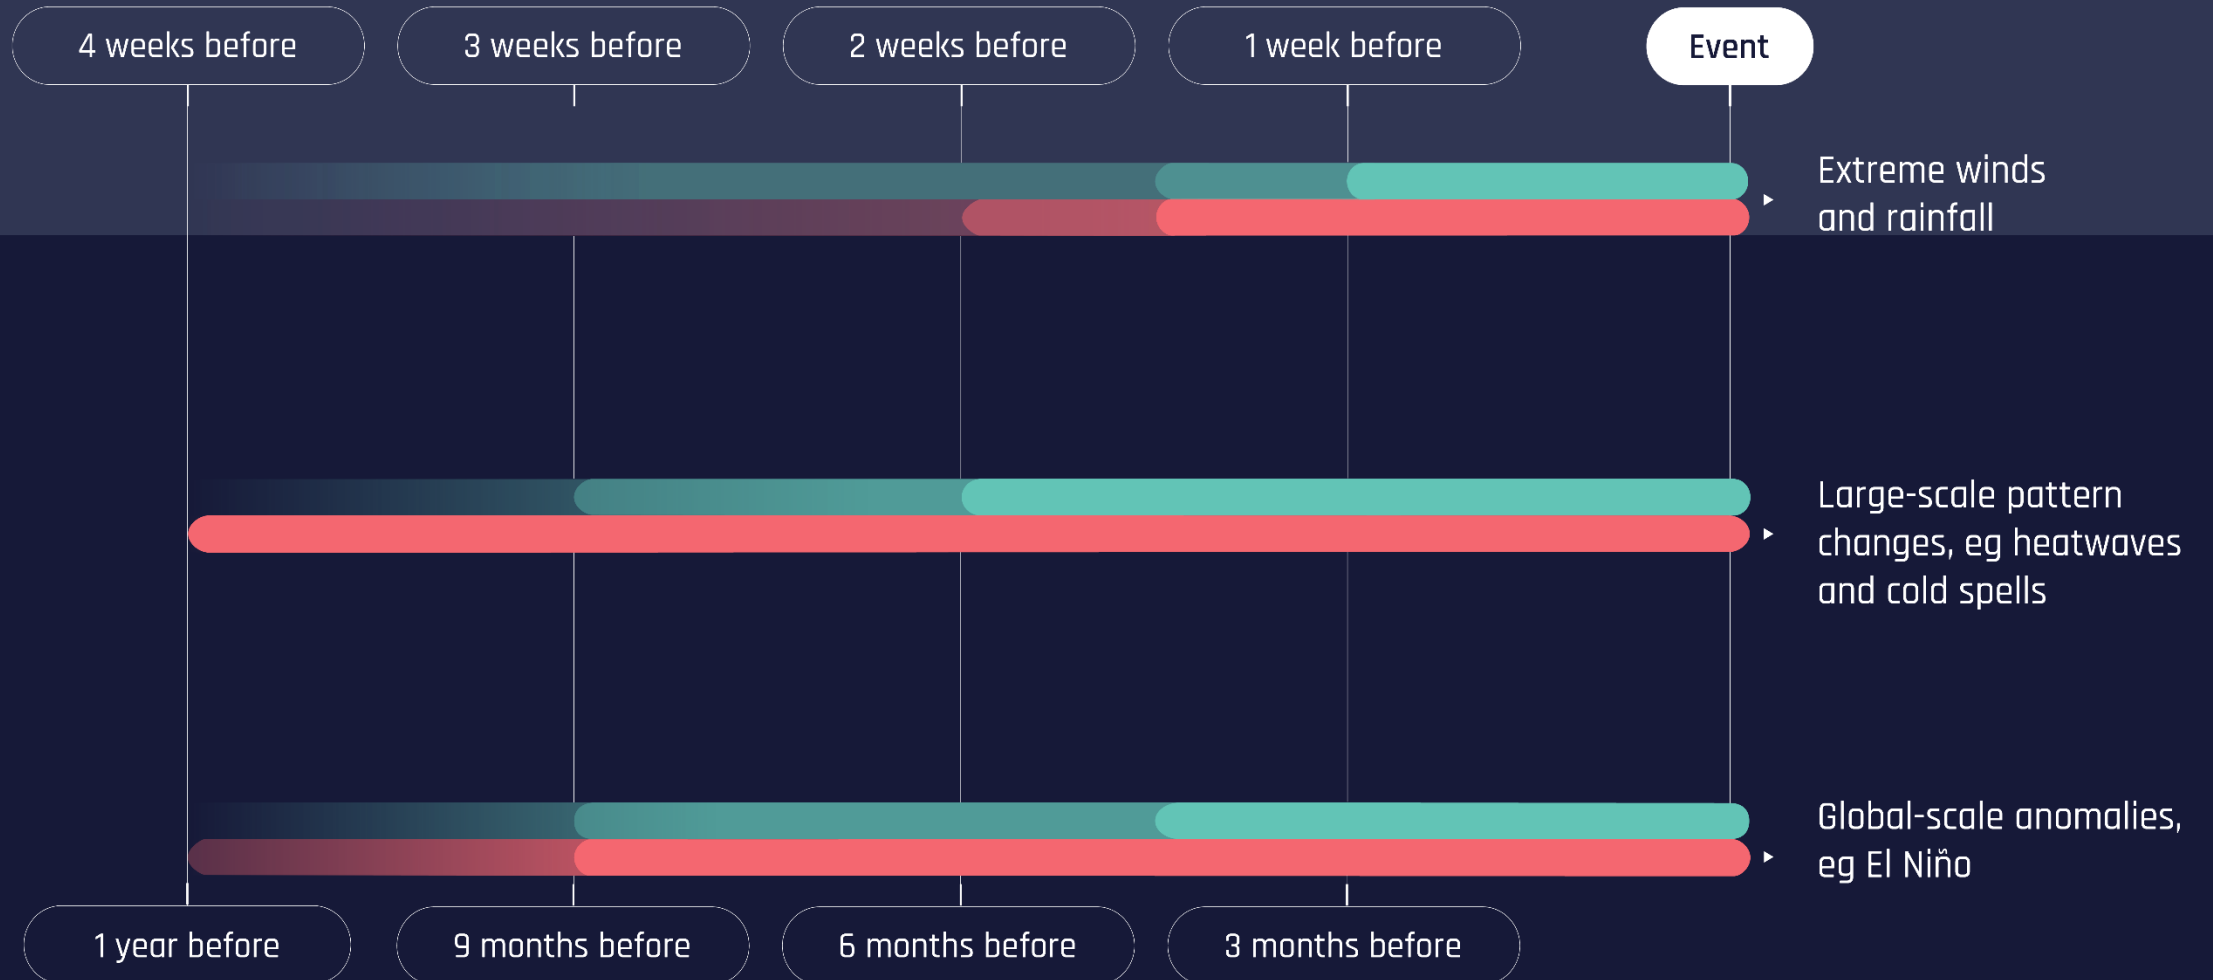 4 weeks before
3 weeks before
2 weeks before
1 week before
Event
Extreme winds
and rainfall
Large-scale pattern
changes, eg heatwaves
and cold spells
Global-scale anomalies,
eg El Niño
1 year before
9 months before
6 months before
3 months before